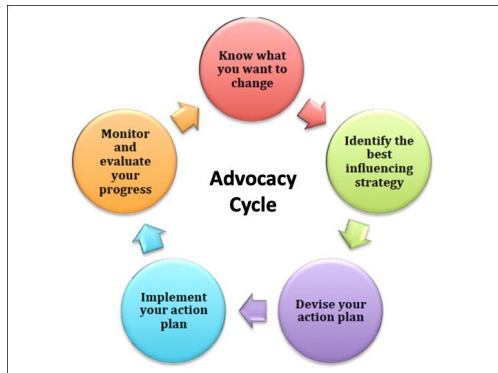 Know what
you want to
change
Identify the
best
influencing
strategy
Devise your
action plan
Implement
your action
plan
Monitor
and
evaluate
your
progress
Advocacy
Cycle